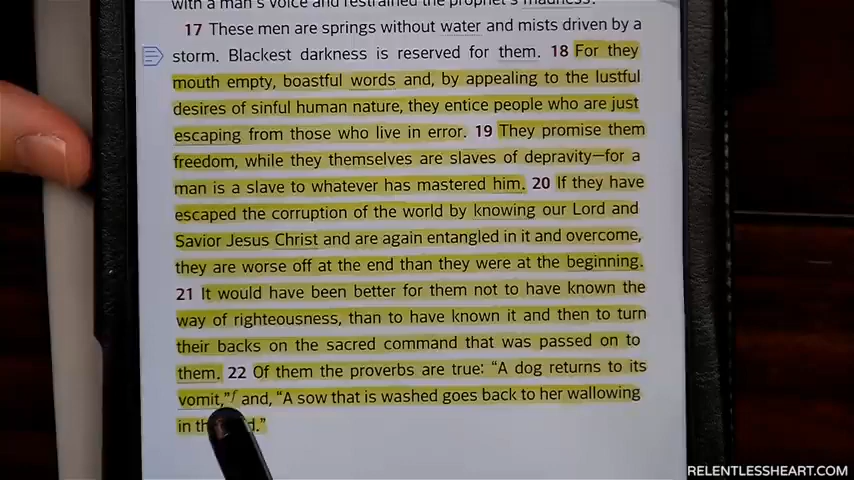 with a man's voice and restrained the prophet's madness.
17 These men are springs without water and mists driven by a
storm. Blackest darkness is reserved for them. 18 For they
mouth empty, boastful words and, by appealing to the lustful
desires of sinful human nature, they entice people who are just
escaping from those who live in error. 19 They promise them
freedom, while they themselves are slaves of depravity—for a
man is a slave to whatever has mastered him. 20 If they have
escaped the corruption of the world by knowing our Lord and
Savior Jesus Christ and are again entangled in it and overcome,
they are worse off at the end than they were at the beginning.
21 It would have been better for them not to have known the
way of righteousness, than to have known it and then to turn
their backs on the sacred command that was passed on to
them. 22 Of them the proverbs are true: “A dog returns to its
vomit,”f and, “A sow that is washed goes back to her wallowing
in
RELENTLESSHEART.COM